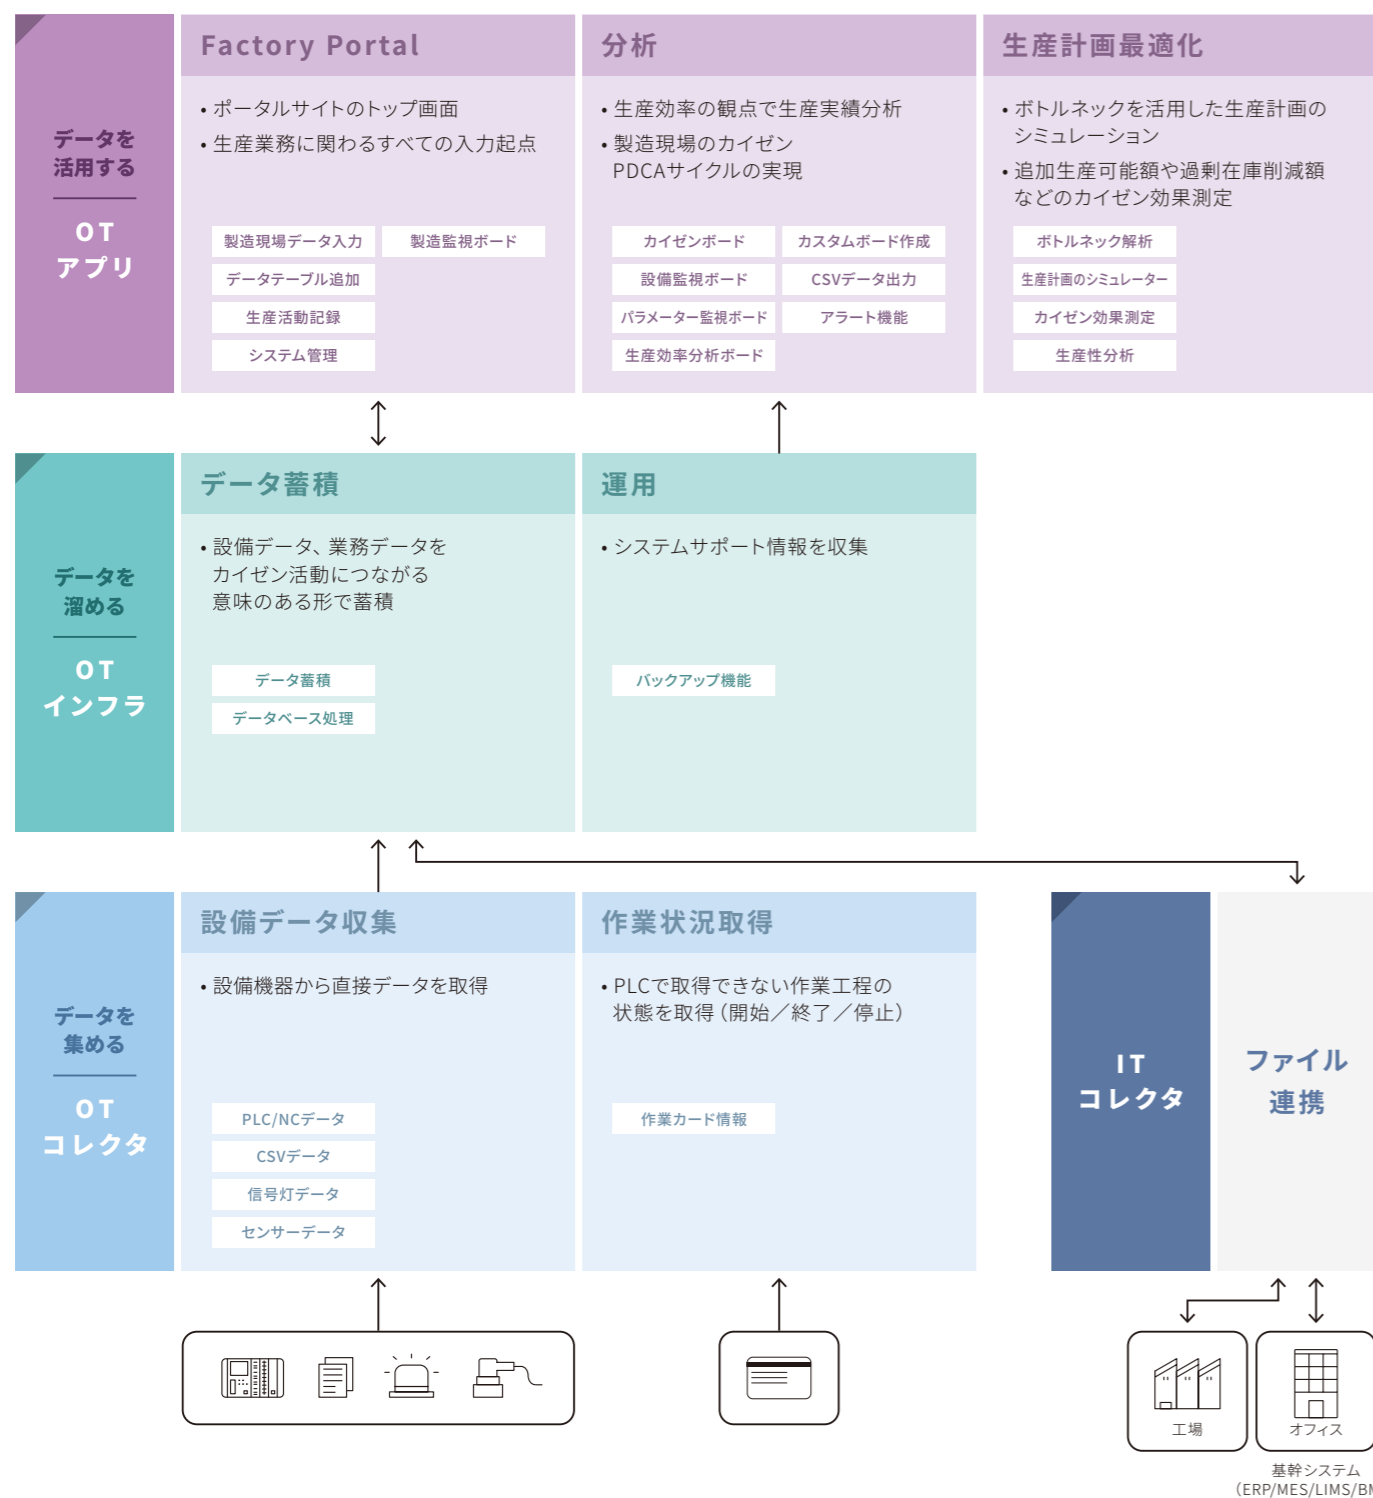 データを
活用する
OT
アプリ
Factory Portal
• ポータルサイトのトップ画面
• 生産業務に関わるすべての入力起点
製造現場データ入力
製造監視ボード
データテーブル追加
生産活動記録
システム管理
分析
• 生産効率の観点で生産実績分析
• 製造現場のカイゼン
PDCAサイクルの実現
カイゼンボード
カスタムボード作成
設備監視ボード
CSVデータ出力
パラメーター監視ボード
アラート機能
生産効率分析ボード
生産計画最適化
• ボトルネックを活用した生産計画の
シミュレーション
• 追加生産可能額や過剰在庫削減額
などのカイゼン効果測定
ボトルネック解析
生産計画のシミュレーター
カイゼン効果測定
生産性分析
データを
溜める
OT
インフラ
データ蓄積
• 設備データ、業務データを
カイゼン活動につながる
意味のある形で蓄積
データ蓄積
データベース処理
運用
• システムサポート情報を収集
バックアップ機能
データを
集める
OT
コレクタ
設備データ収集
• 設備機器から直接データを取得
PLC/NCデータ
CSVデータ
信号灯データ
センサーデータ
作業状況取得
• PLCで取得できない作業工程の
状態を取得（開始／終了／停止）
作業カード情報
IT
コレクタ
ファイル
連携
工場
オフィス
基幹システム
（ERP/MES/LIMS/BM